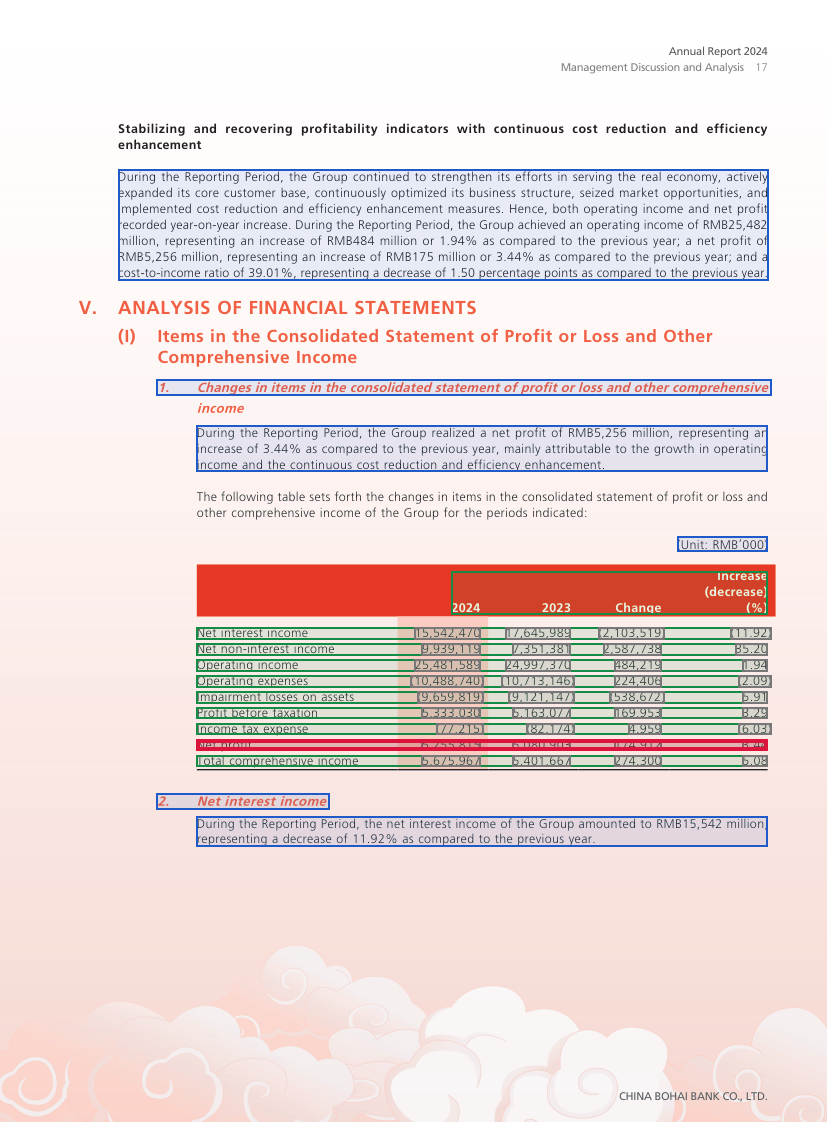 Annual Report 2024
Management Discussion and Analysis 17
Stabilizing and recovering profitability indicators with continuous cost reduction and efficiency
enhancement
During the Reporting Period, the Group continued to strengthen its efforts in serving the real economy, actively
expanded its core customer base, continuously optimized its business structure, seized market opportunities, and
implemented cost reduction and efficiency enhancement measures. Hence, both operating income and net profit
recorded year-on-year increase. During the Reporting Period, the Group achieved an operating income of RMB25,482
million, representing an increase of RMB484 million or 1.94% as compared to the previous year; a net profit of
RMB5,256 million, representing an increase of RMB175 million or 3.44% as compared to the previous year; and a
cost-to-income ratio of 39.01%, representing a decrease of 1.50 percentage points as compared to the previous year.
V. ANALYSIS OF FINANCIAL STATEMENTS
(I) Items in the Consolidated Statement of Profit or Loss and Other
Comprehensive Income
1. Changes in items in the consolidated statement of profit or loss and other comprehensive
income
During the Reporting Period, the Group realized a net profit of RMB5,256 million, representing an
increase of 3.44% as compared to the previous year, mainly attributable to the growth in operating
income and the continuous cost reduction and efficiency enhancement.
The following table sets forth the changes in items in the consolidated statement of profit or loss and
other comprehensive income of the Group for the periods indicated:
(Unit: RMB'000)
Increase
(decrease)
2024 2023 Change (%)
Net interest income 15,542,470 17,645,989 (2,103,519) (11.92)
Net non-interest income 9,939,119 7,351,381 2,587,738 35.20
Operating income 25,481,589 24,997,370 484,219 1.94
Operating expenses (10,488,740) (10,713,146) 224,406 (2.09)
Impairment losses on assets (9,659,819) (9,121,147) (538,672) 5.91
Profit before taxation 5,333,030 5,163,077 169,953 3.29
Income tax expense (77,215) (82,174) 4,959 (6.03)
Net profit 5,255,815 5,080,903 174,912 3.44
Total comprehensive income 5,675,967 5,401,667 274,300 5.08
2. Net interest income
During the Reporting Period, the net interest income of the Group amounted to RMB15,542 million,
representing a decrease of 11.92% as compared to the previous year.
CHINA BOHAI BANK CO., LTD.